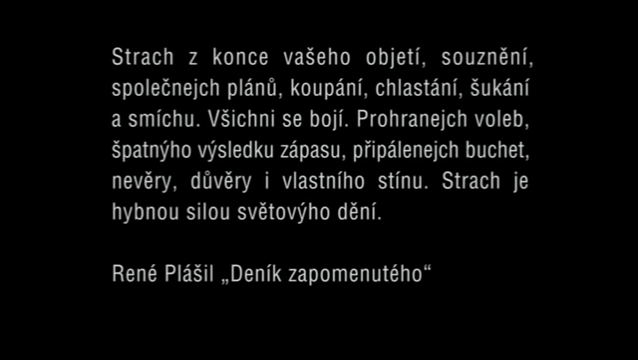 Strach z konce vašeho objetí, souznění,
společnejch plánů, koupání, chlastání, šukání
a smíchu. Všichni se bojí. Prohranejch voleb,
špatnýho výsledku zápasu, připálenejch buchet,
nevěry, důvěry i vlastního stínu. Strach je
hybnou silou světovýho dění.
René Plášil „Deník zapomenutého“